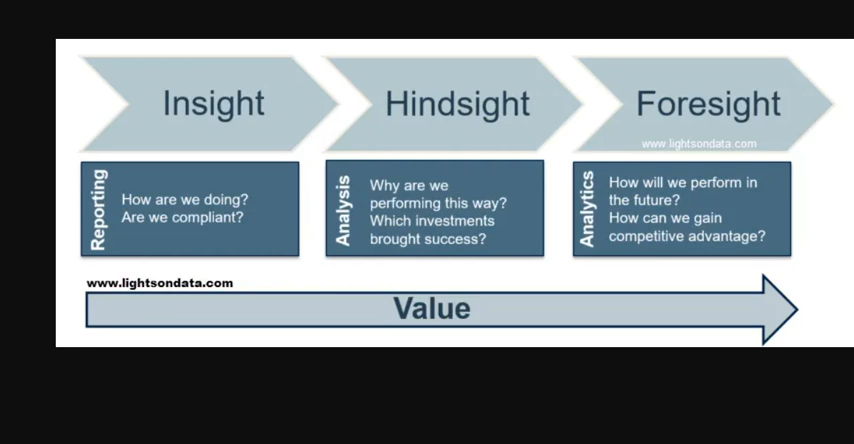 Insight
Hindsight
Foresight
www.lightsondata.com
Reporting
How are we doing?
Are we compliant?
Analysis
Why are we
performing this way?
Which investments
brought success?
Analytics
How will we perform in
the future?
How can we gain
competitive advantage?
www.lightsondata.com
Value